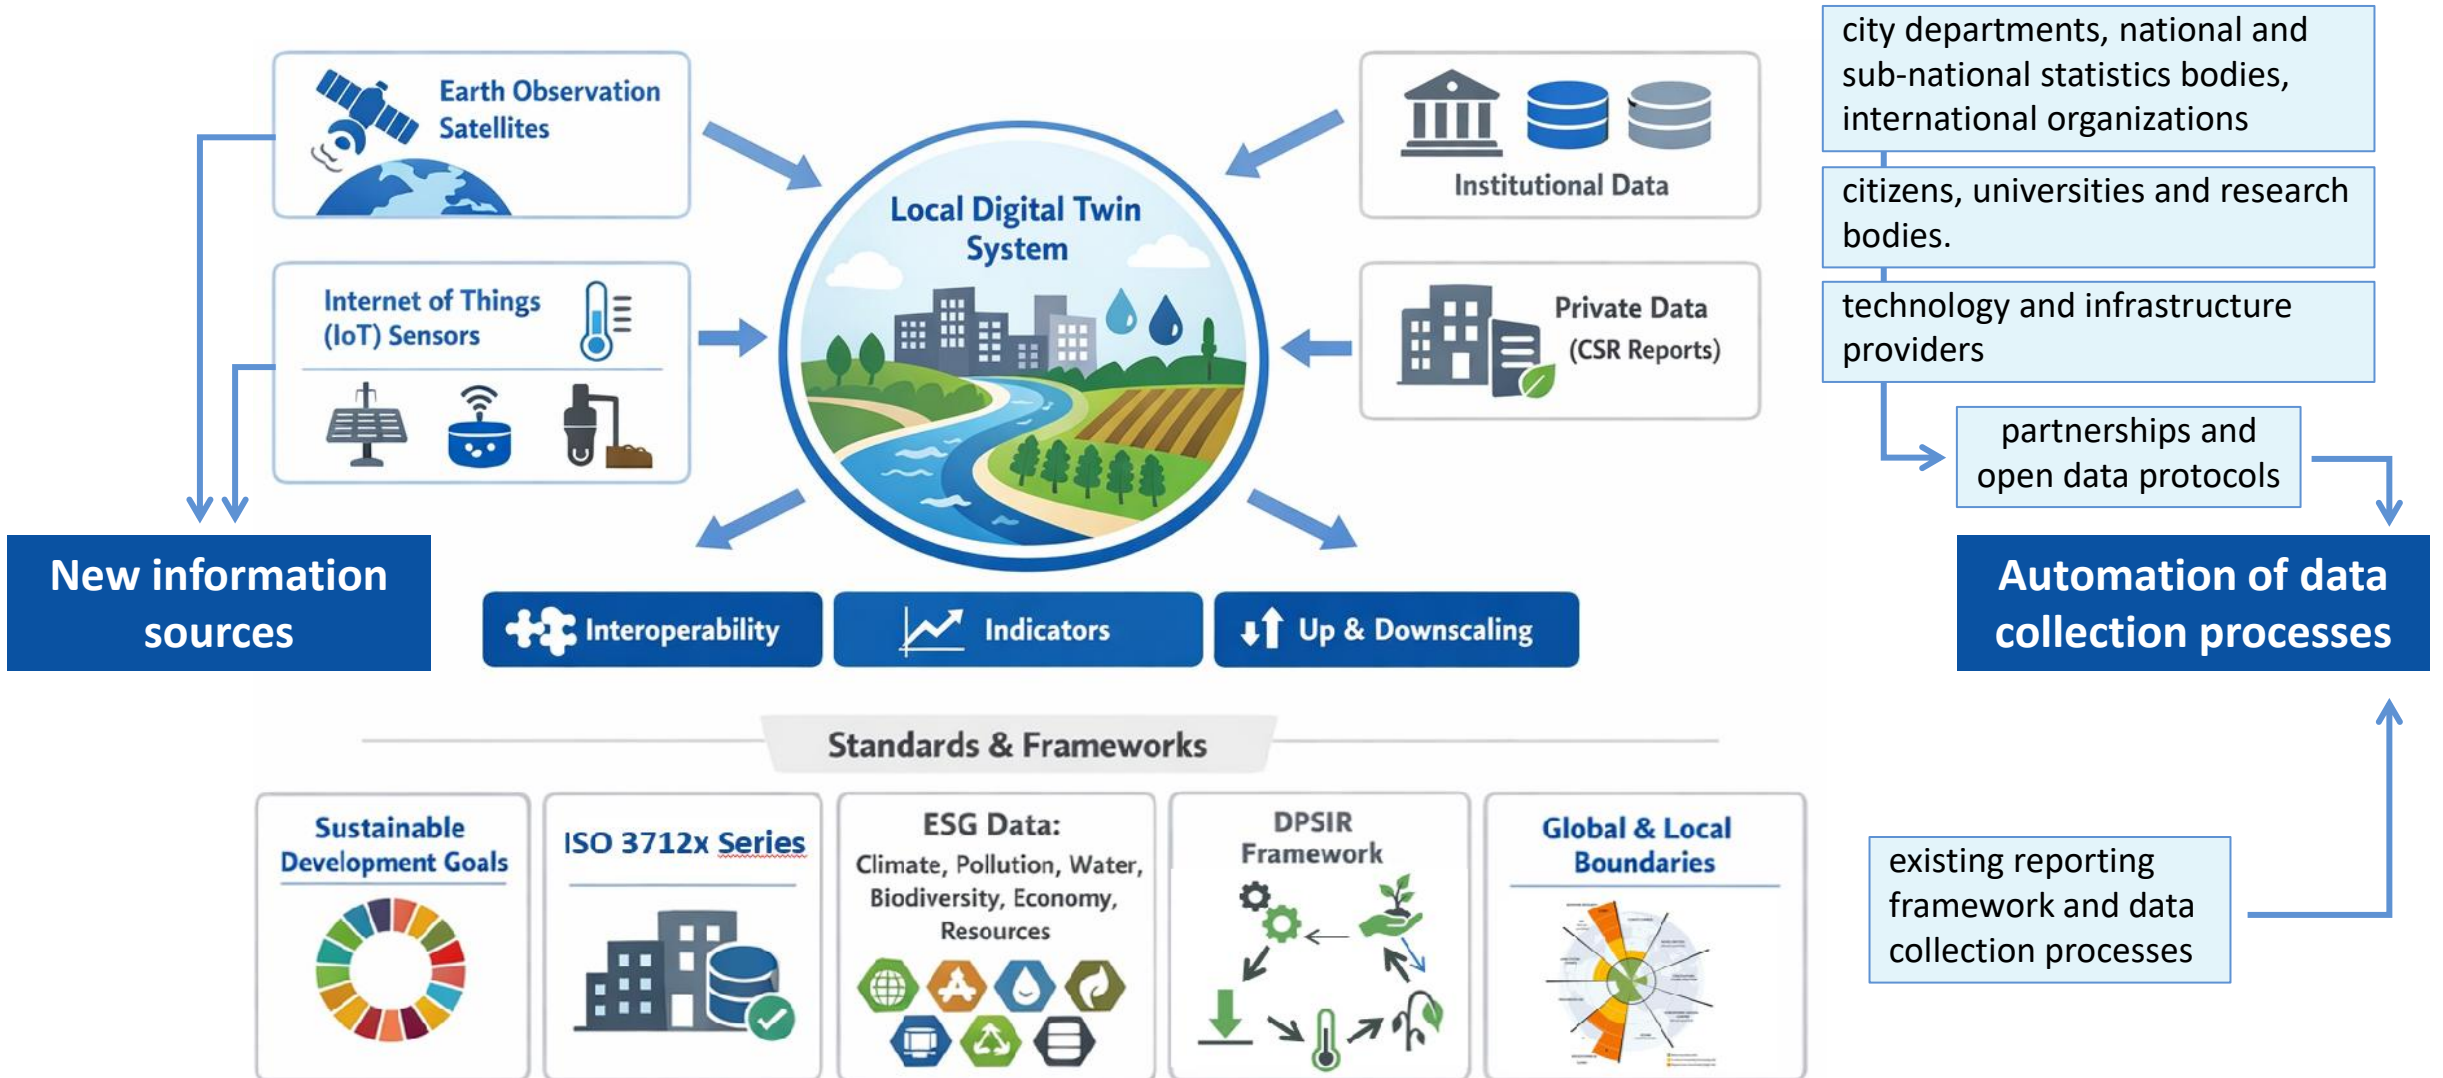 Earth Observation
Satellites
Internet of Things
(IoT) Sensors
New information
sources
Local Digital Twin
System
Institutional Data
Private Data
(CSR Reports)
city departments, national and
sub-national statistics bodies,
international organizations
citizens, universities and research
bodies.
technology and infrastructure
providers
partnerships and
open data protocols
Automation of data
collection processes
Interoperability
Indicators
Up & Downscaling
Standards & Frameworks
Sustainable
Development Goals
ISO 3712x Series
ESG Data:
Climate, Pollution, Water,
Biodiversity, Economy,
Resources
DPSIR
Framework
Global & Local
Boundaries
existing reporting
framework and data
collection processes